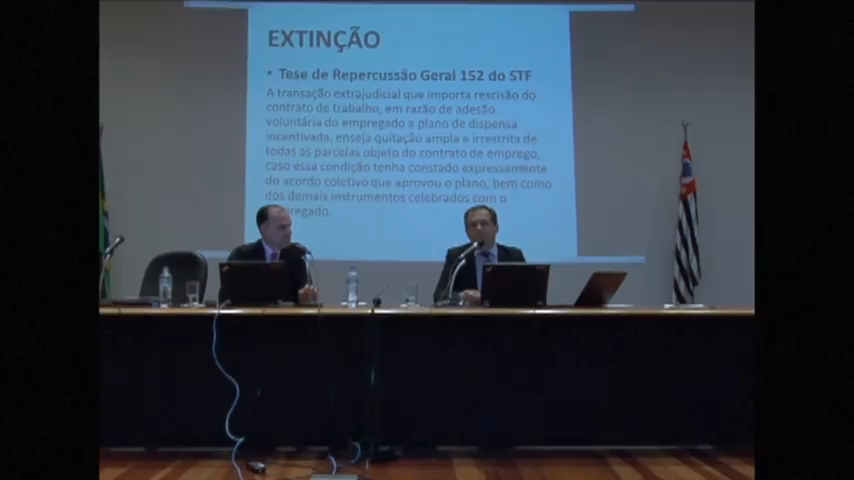 EXTINÇÃO
• Tese de Repercussão Geral 152 do STF
A transação extrajudicial que importa rescisão do
contrato de trabalho, em razão de adesão
voluntária do empregado a plano de dispensa
incentivada, enseja quitação ampla e irrestrita de
todas as parcelas objeto do contrato de emprego,
caso essa condição tenha constado expressamente
do acordo coletivo que aprovou o plano, bem como
dos demais instrumentos celebrados com o
empregado.